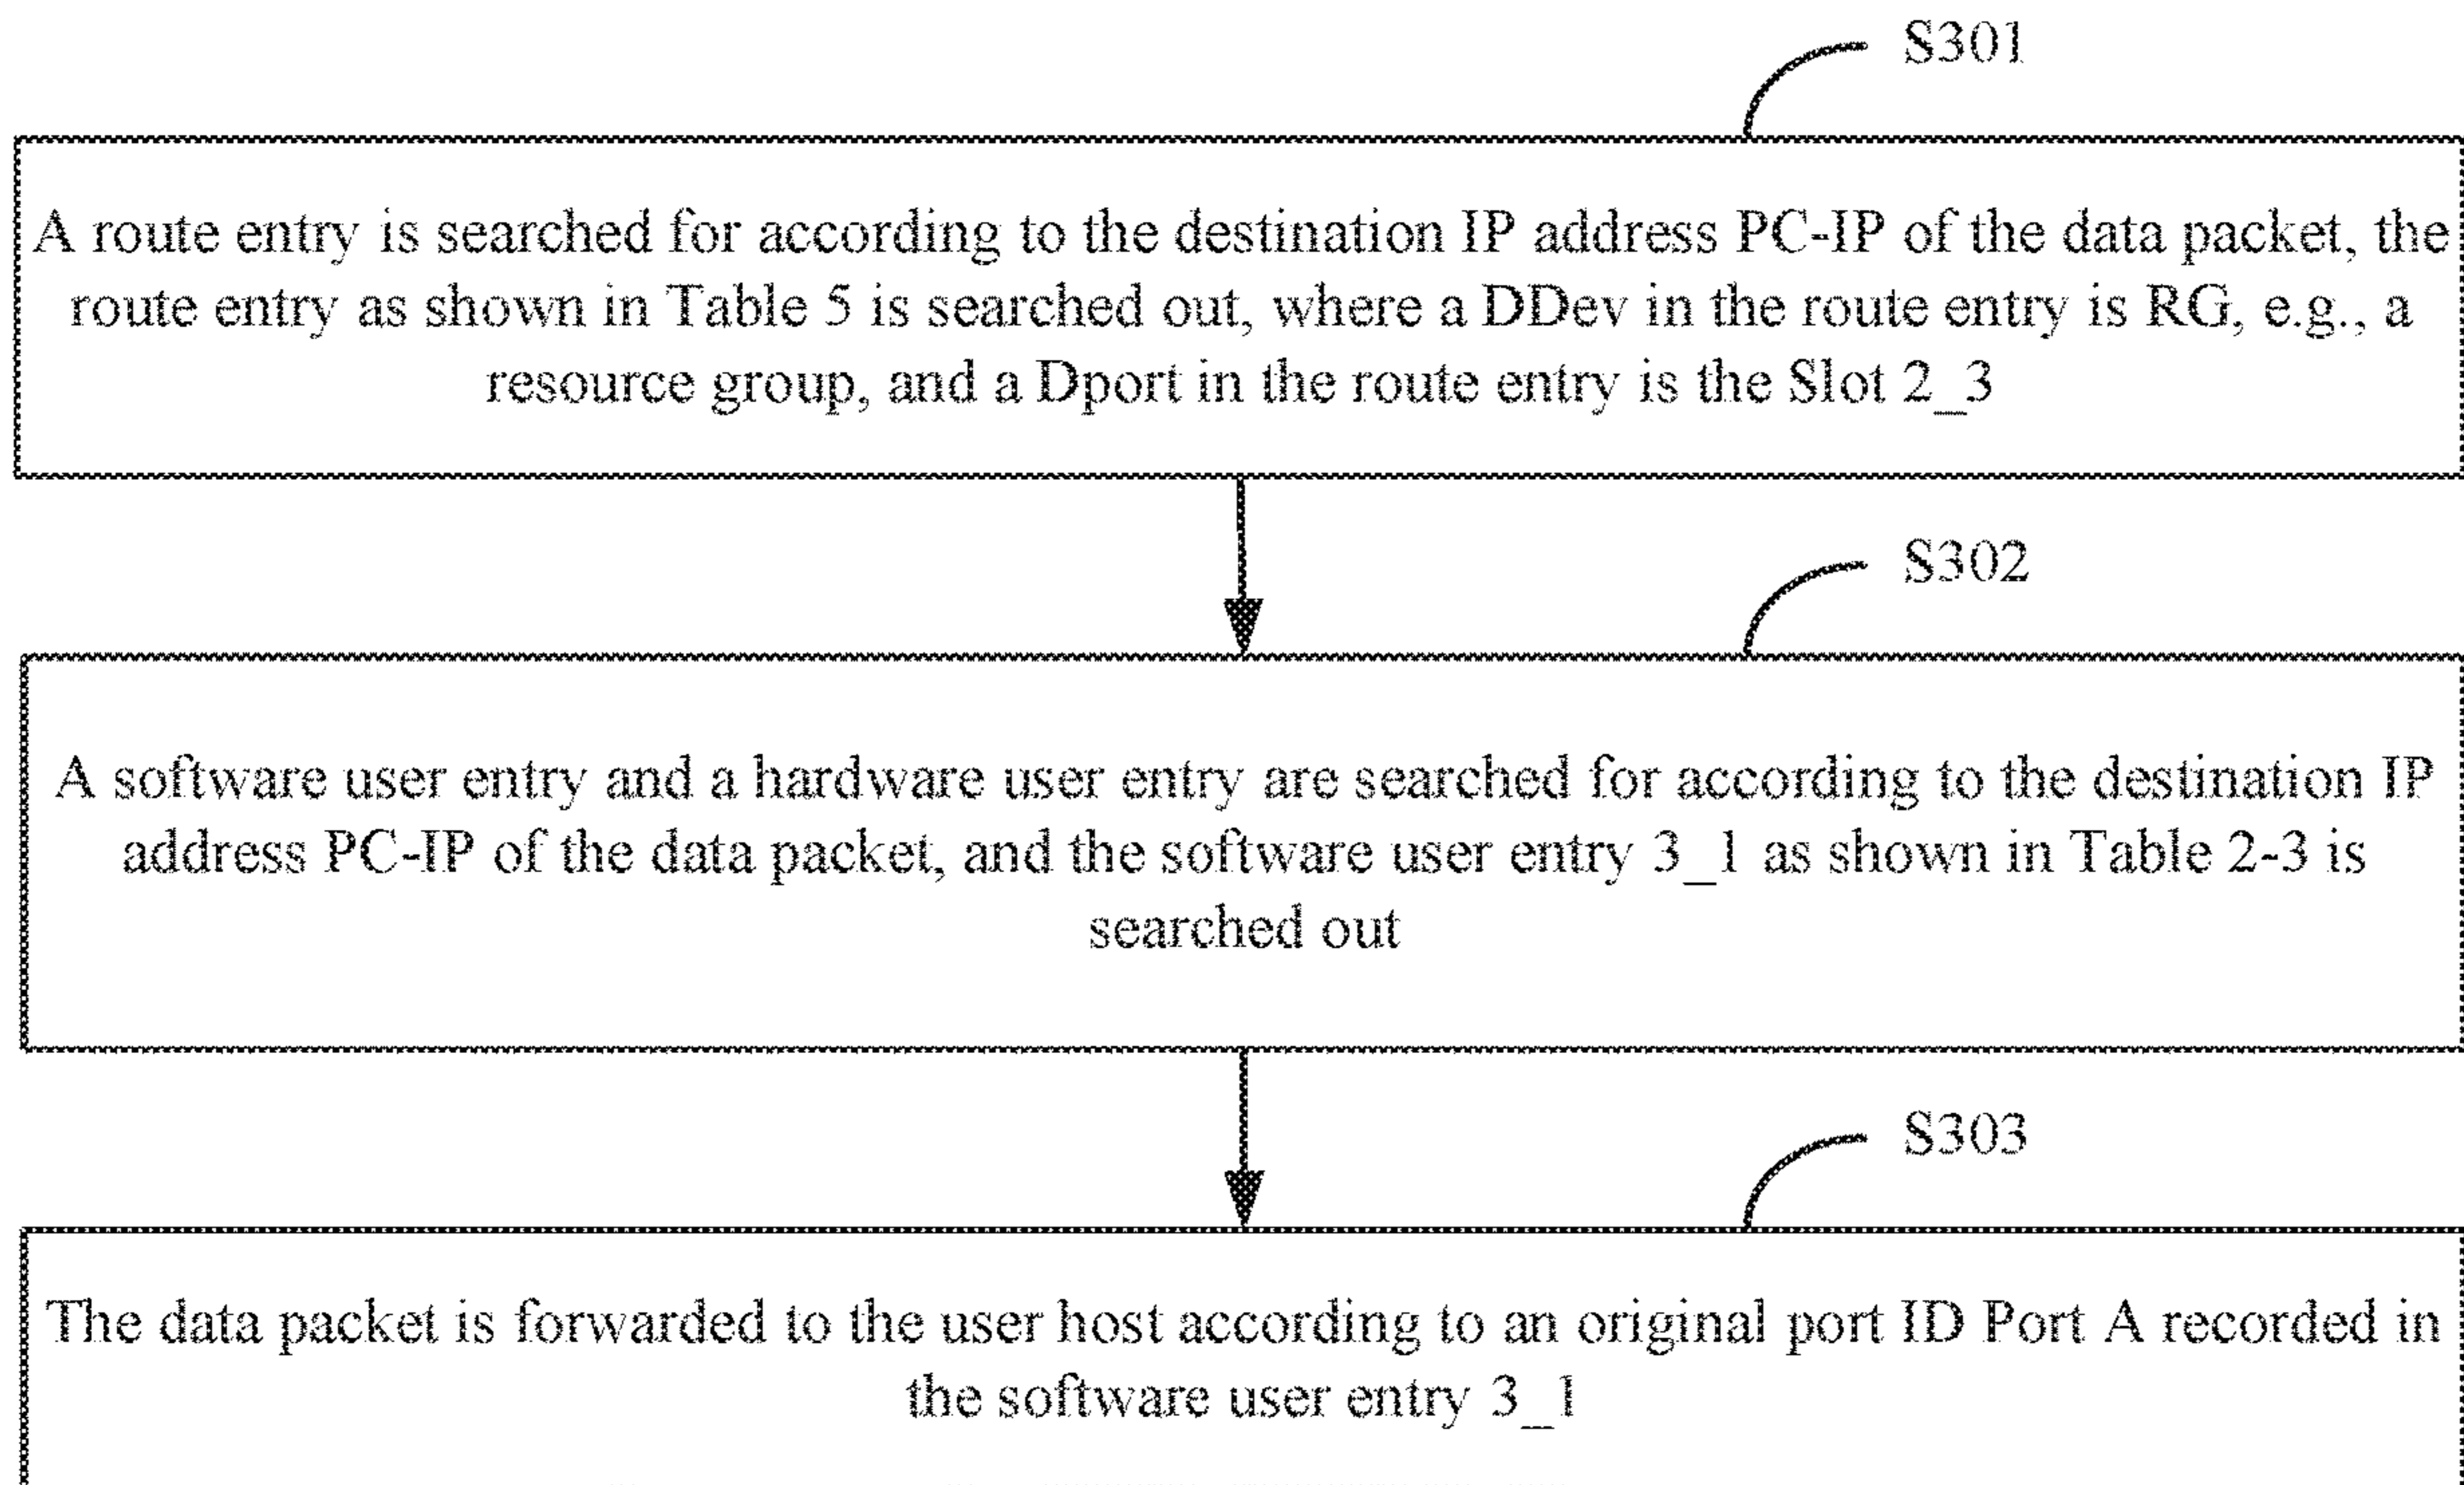 S301
A route entry is searched for according to the destination IP address PC-IP of the data packet, the
route entry as shown in Table 5 is searched out, where a DDev in the route entry is RG, e.g., a
resource group, and a Dport in the route entry is the Slot 2_3
S302
A software user entry and a hardware user entry are searched for according to the destination IP
address PC-IP of the data packet, and the software user entry 3_1 as shown in Table 2-3 is
searched out
S303
The data packet is forwarded to the user host according to an original port ID Port A recorded in
the software user entry 3_1